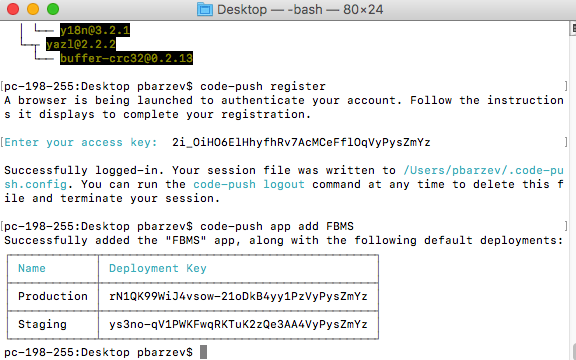 Desktop — -bash — 80×24
y18n@3.2.1
yazl@2.2.2
buffer-crc32@0.2.13
[pc-198-255:Desktop pbarzev$ code-push register ]
A browser is being launched to authenticate your account. Follow the instruction
s it displays to complete your registration.
[Enter your access key:  2i_OiHO6ElHhyfhRv7AcMCeFflOqVyPysZmYz ]
Successfully logged-in. Your session file was written to /Users/pbarzev/.code-pu
sh.config. You can run the code-push logout command at any time to delete this f
ile and terminate your session.
[pc-198-255:Desktop pbarzev$ code-push app add FBMS ]
Successfully added the "FBMS" app, along with the following default deployments:
Name Deployment Key
Production rN1QK99WiJ4vsow-21oDkB4yy1PzVyPysZmYz
Staging ys3no-qV1PWKFwqRKTuK2zQe3AA4VyPysZmYz
pc-198-255:Desktop pbarzev$